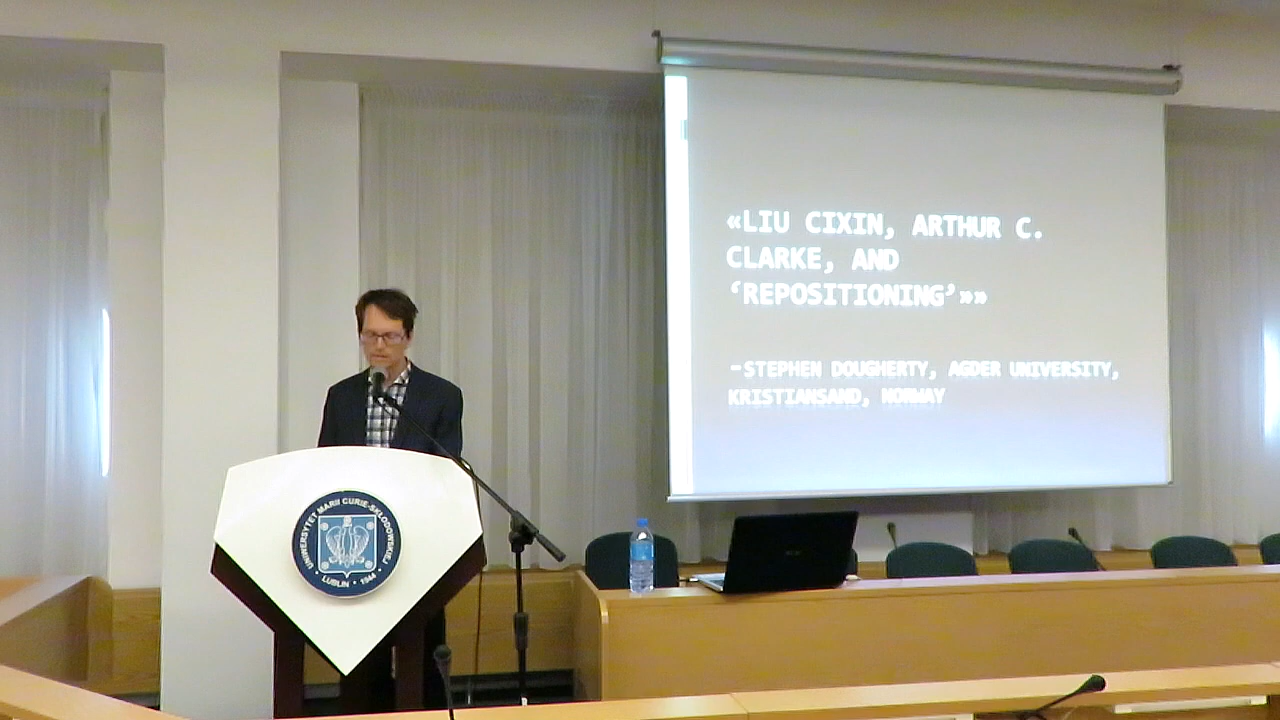 «LIU CIXIN, ARTHUR C.
CLARKE, AND
‘REPOSITIONING’»»
-STEPHEN DOUGHERTY, AGDER UNIVERSITY,
KRISTIANSAND, NORWAY
UNIWERSYTET MARII CURIE-SKŁODOWSKIEJ
• LUBLIN • 1944 •